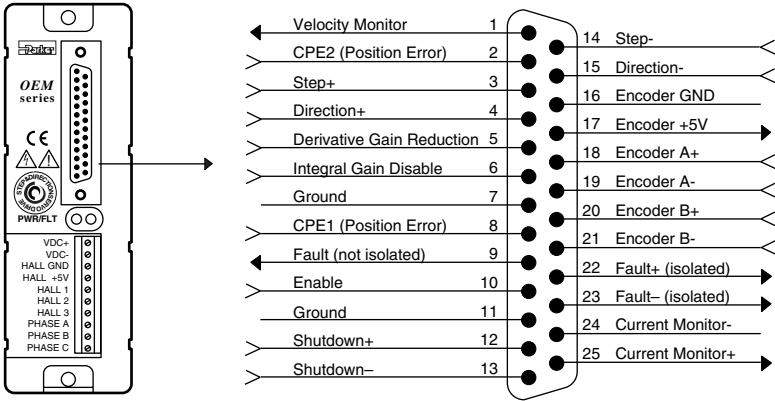 Parker
OEM
series
CE
STEP&DIRECTION SERVO DRIVE
PWR/FLT
VDC+
VDC-
HALL GND
HALL +5V
HALL 1
HALL 2
HALL 3
PHASE A
PHASE B
PHASE C
Velocity Monitor 1
CPE2 (Position Error) 2
Step+ 3
Direction+ 4
Derivative Gain Reduction 5
Integral Gain Disable 6
Ground 7
CPE1 (Position Error) 8
Fault (not isolated) 9
Enable 10
Ground 11
Shutdown+ 12
Shutdown– 13
14 Step-
15 Direction-
16 Encoder GND
17 Encoder +5V
18 Encoder A+
19 Encoder A-
20 Encoder B+
21 Encoder B-
22 Fault+ (isolated)
23 Fault– (isolated)
24 Current Monitor-
25 Current Monitor+